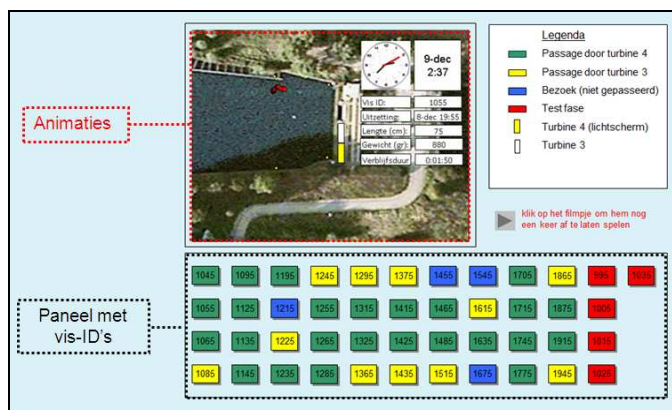 Animaties
9-dec
2:37
Vis ID: 1055
Uitzetting: 8-dec 19:55
Lengte (cm): 75
Gewicht (gr): 880
Verblijfsduur 0:01:50
Legenda
Passage door turbine 4
Passage door turbine 3
Bezoek (niet gepasseerd)
Test fase
Turbine 4 (lichtscherm)
Turbine 3
klik op het filmpje om hem nog
een keer af te laten spelen
Paneel met
vis-ID's
1045 1095 1195 1245 1295 1375 1455 1545 1705 1865 995 1035
1055 1125 1215 1255 1315 1415 1465 1615 1715 1875 1005
1065 1135 1225 1265 1325 1425 1485 1635 1745 1915 1015
1085 1145 1235 1285 1365 1435 1515 1675 1775 1945 1025